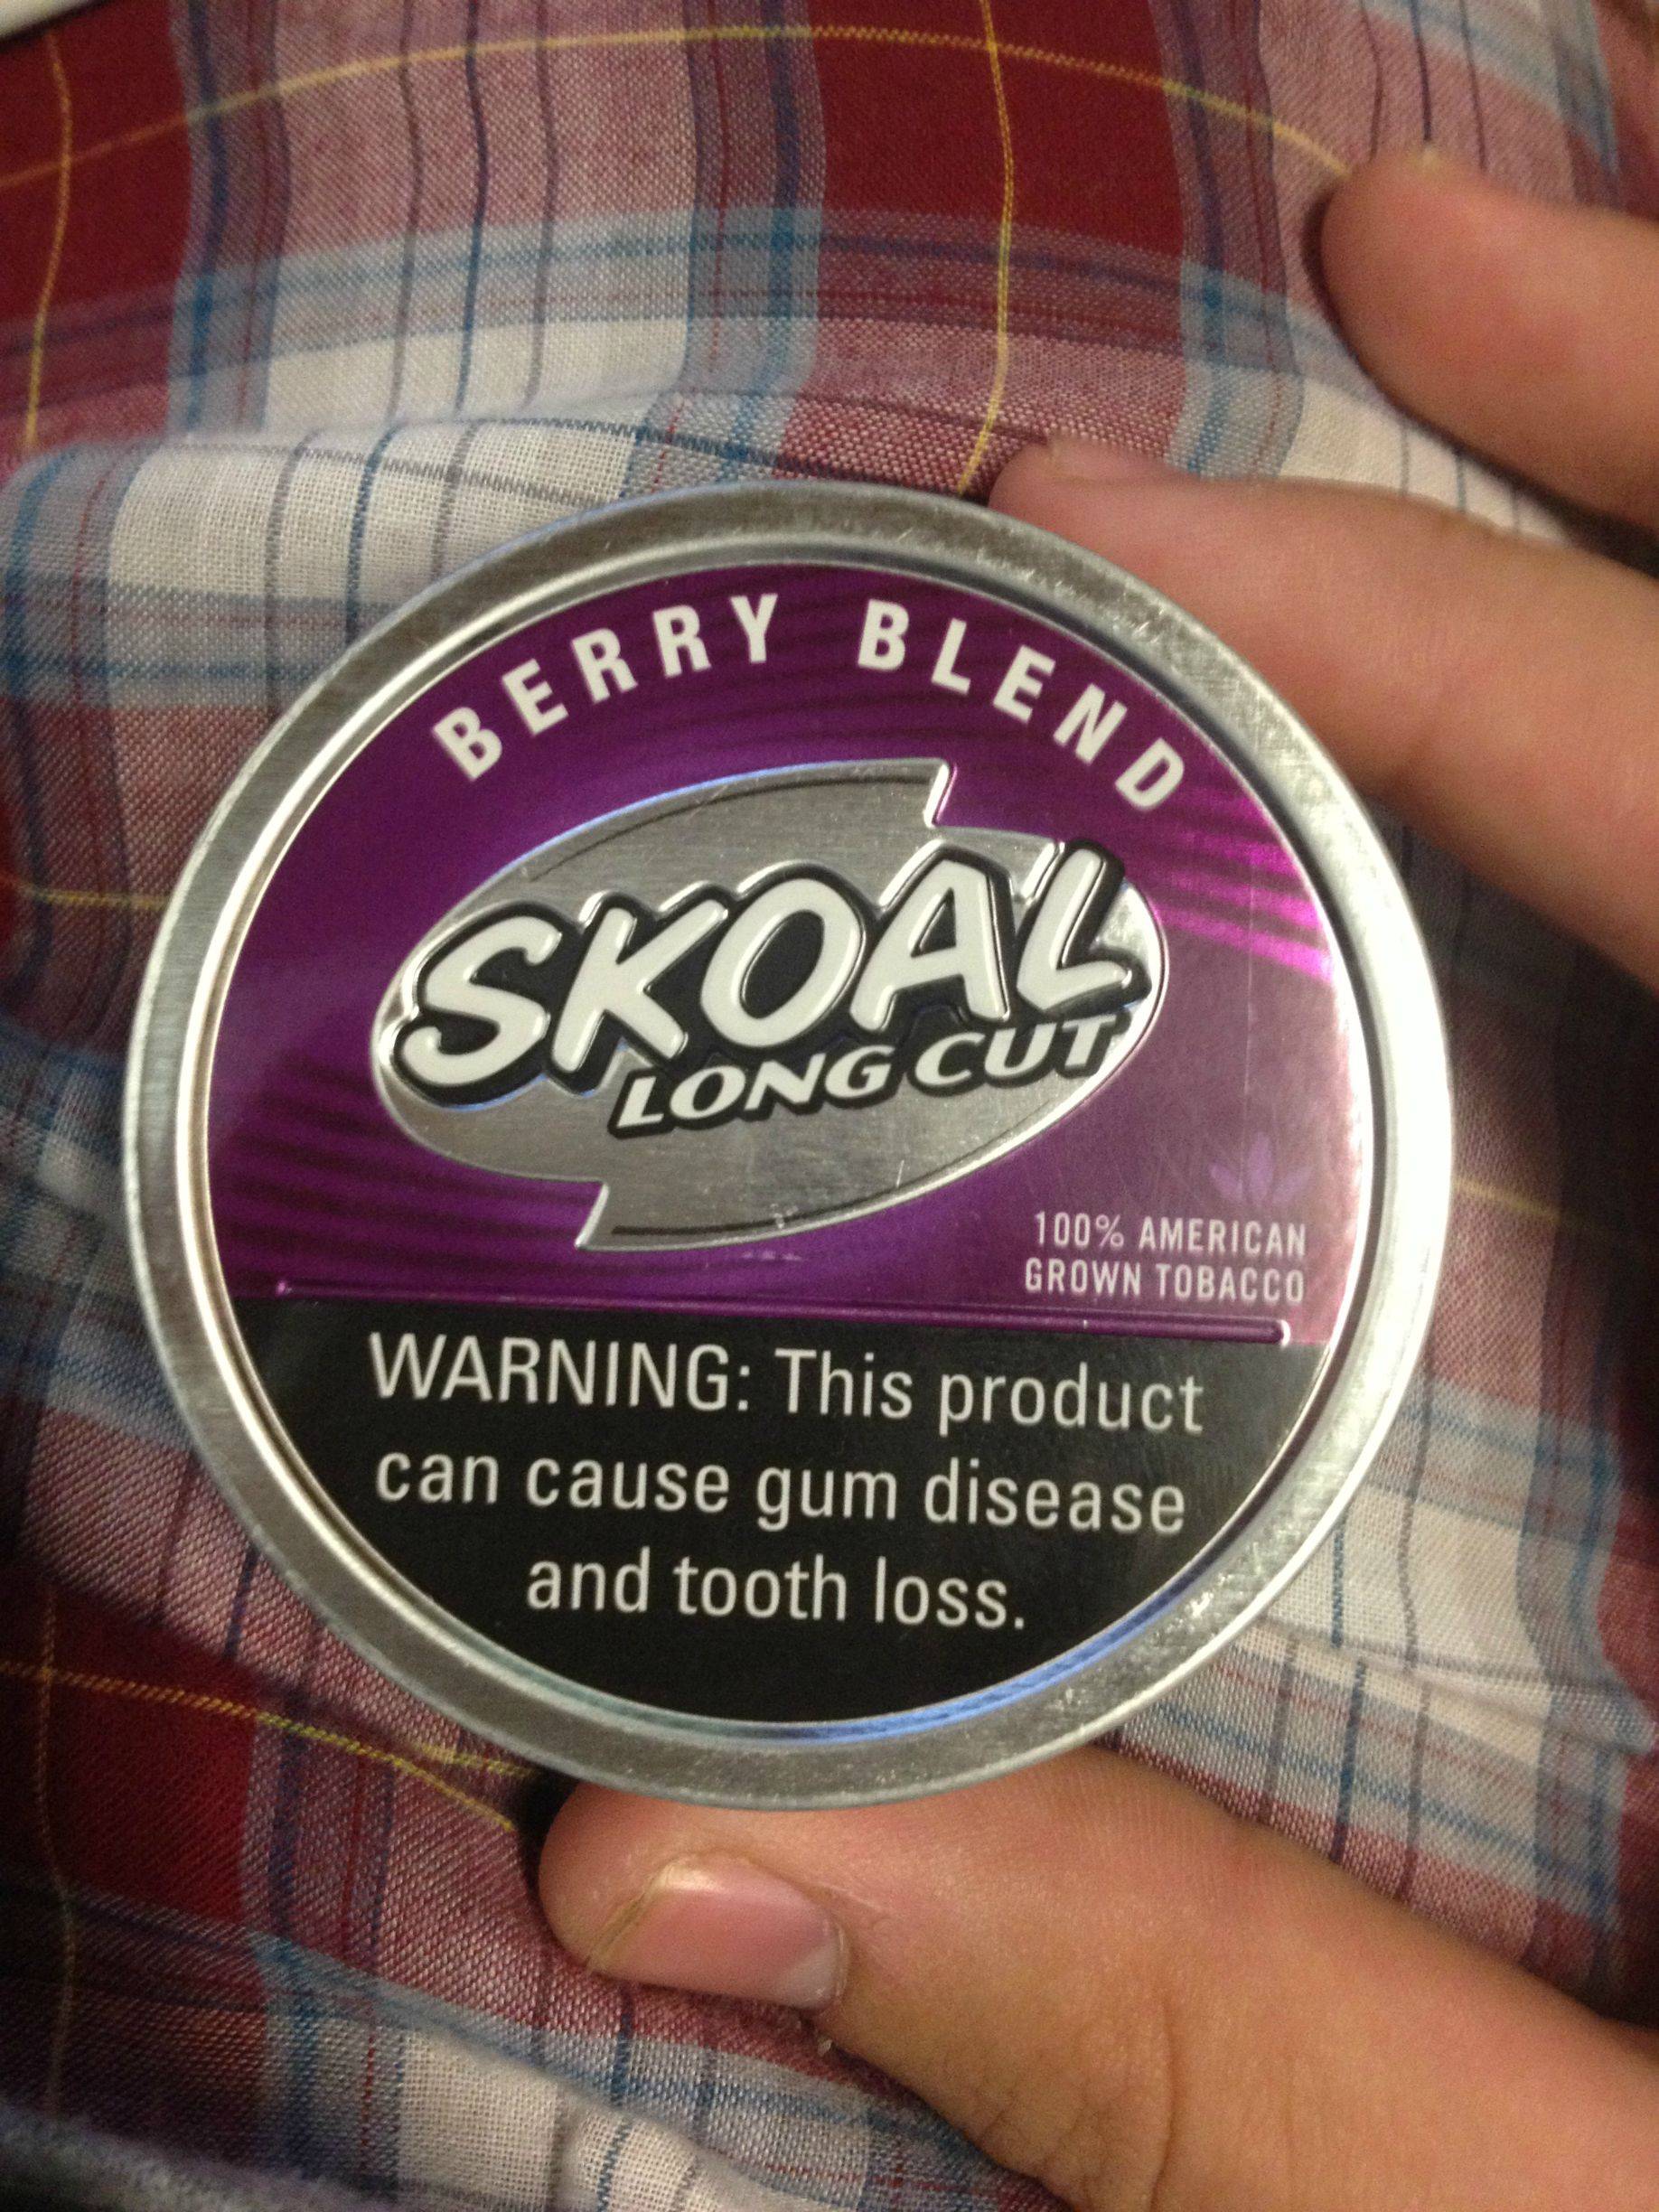 BERRY BLEND
SKOAL
LONG CUT
100% AMERICAN
GROWN TOBACCO
WARNING: This product
can cause gum disease
and tooth loss.